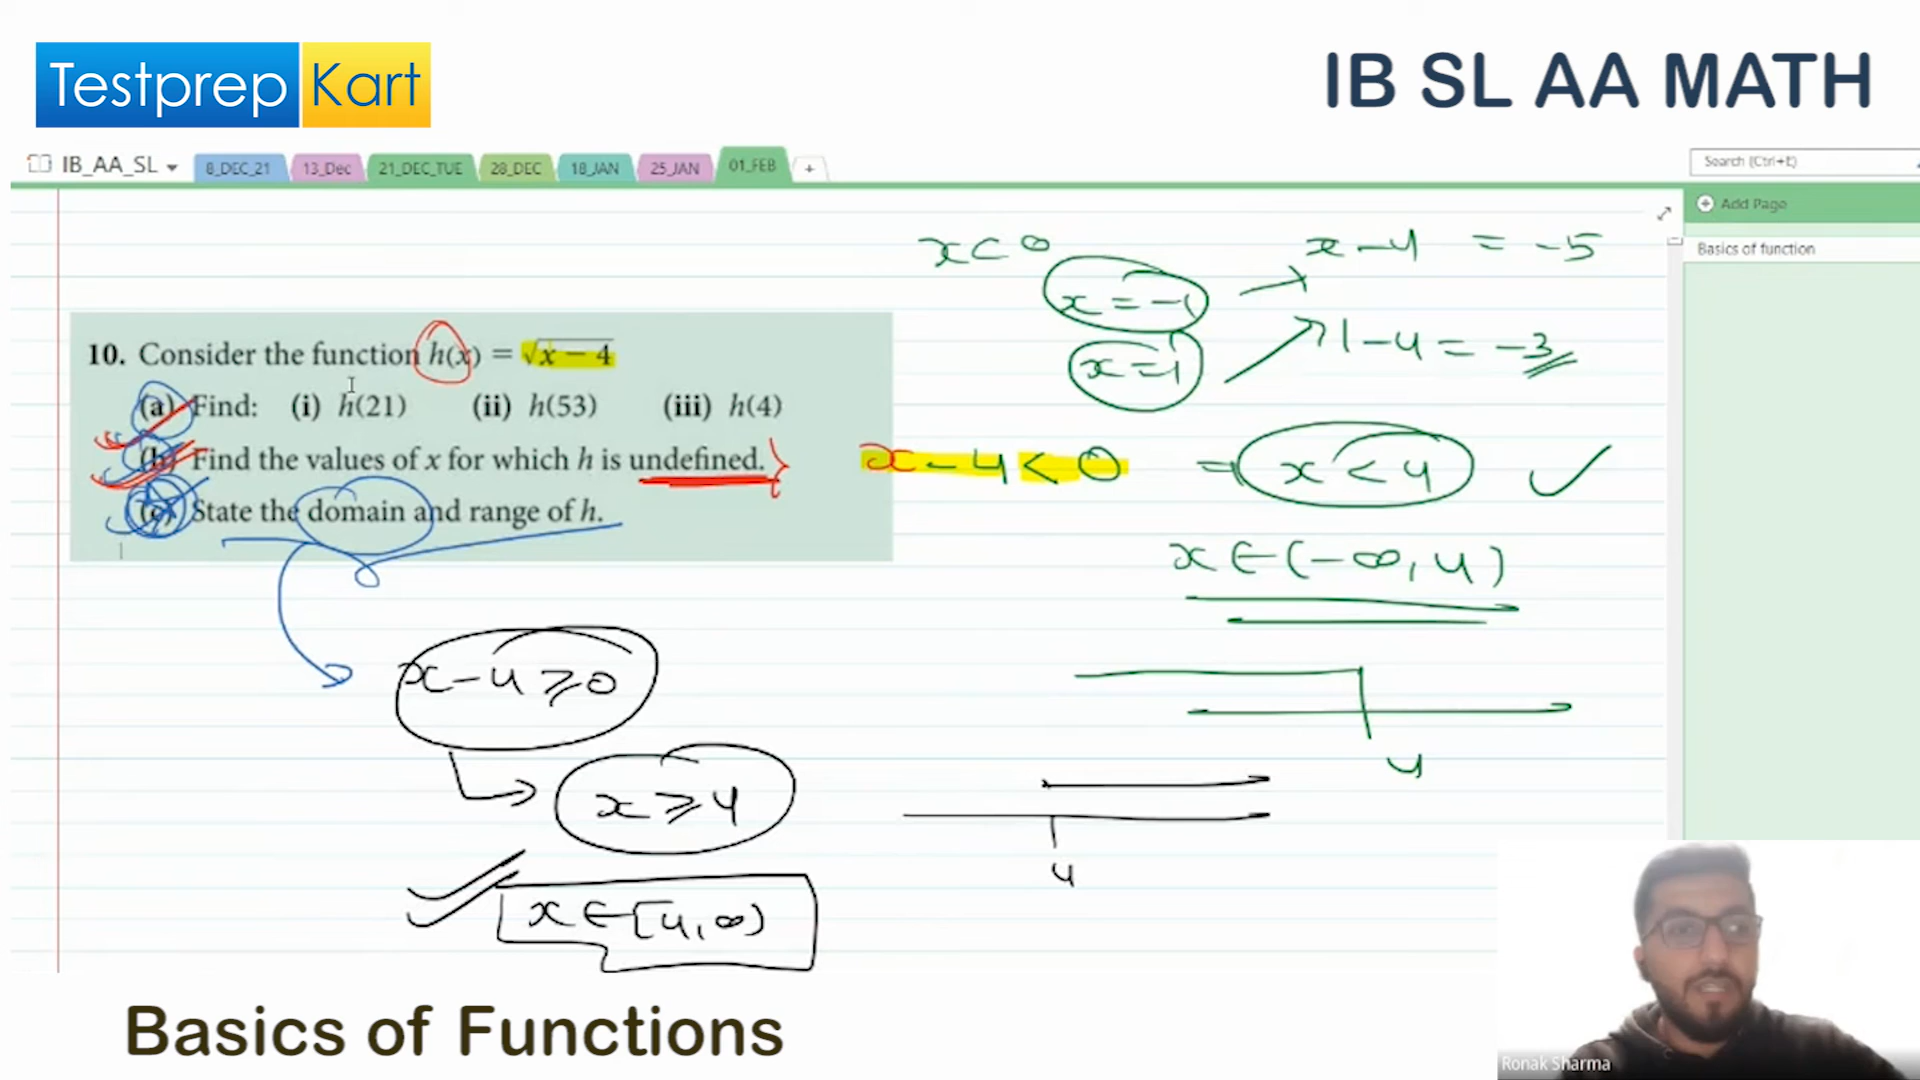 Testprep Kart
IB SL AA MATH
IB_AA_SL
8_DEC_21
13_Dec
21_DEC_TUE
28_DEC
18_JAN
25_JAN
01_FEB
+
Search (Ctrl+E)
Add Page
Basics of function
x < 0
x = -1
x - 4 = -5
x = 1
1 - 4 = -3
10. Consider the function h(x) = √x − 4
(a) Find: (i) h(21) (ii) h(53) (iii) h(4)
(b) Find the values of x for which h is undefined.
(c) State the domain and range of h.
x - 4 < 0 = x < 4
x ∈ (-∞, 4)
4
x - 4 ⩾ 0
x ⩾ 4
4
x ∈ [4, ∞)
Basics of Functions
Ronak Sharma